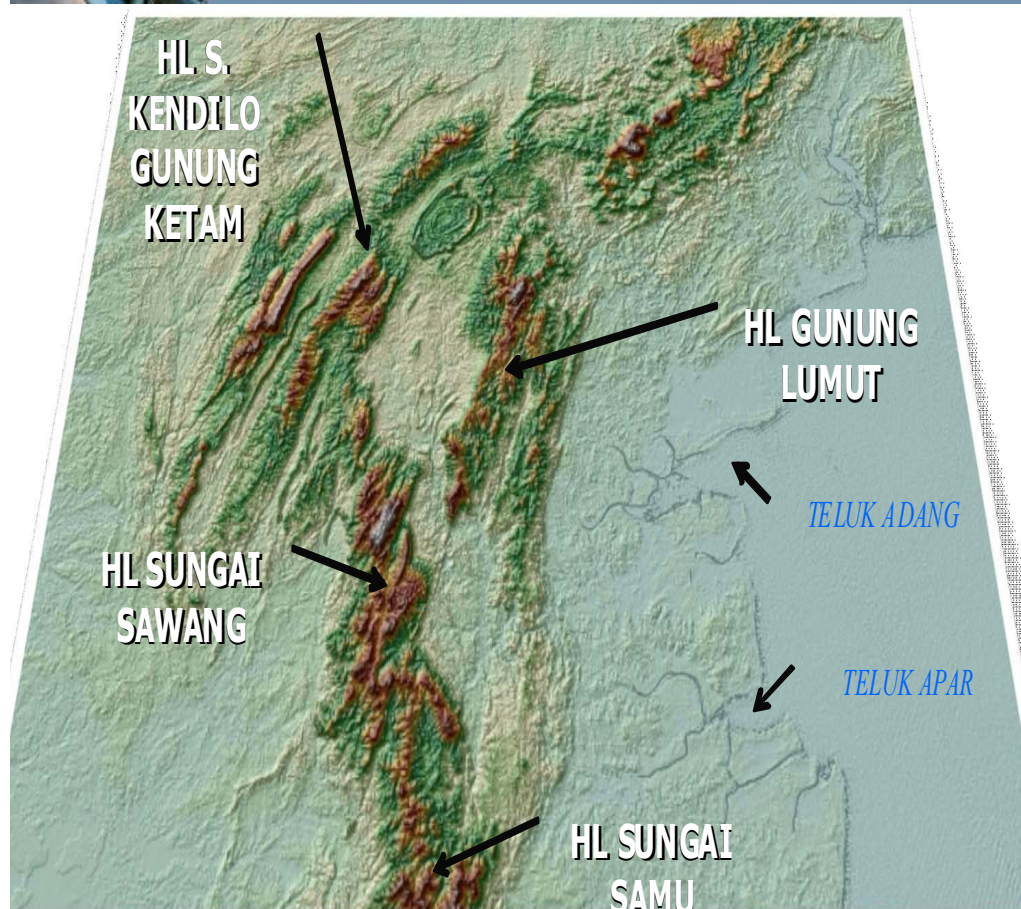 HL S.
KENDILO
GUNUNG
KETAM
HL GUNUNG
LUMUT
TELUK ADANG
HL SUNGAI
SAWANG
TELUK APAR
HL SUNGAI
SAMU